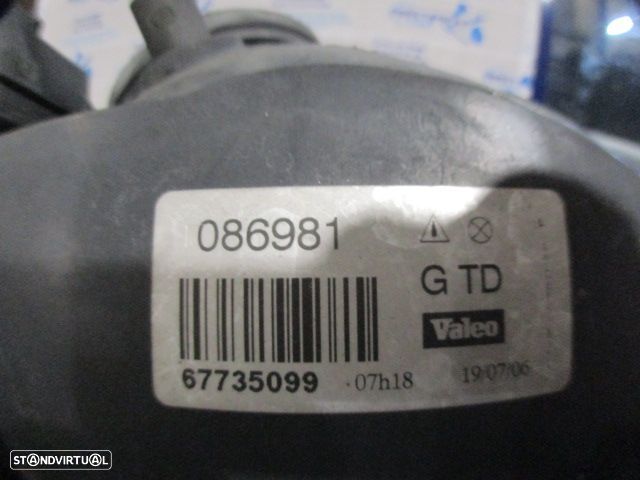 086981
G TD
Valeo
67735099 · 07h18 19/07/06
STANDVIRTUAL